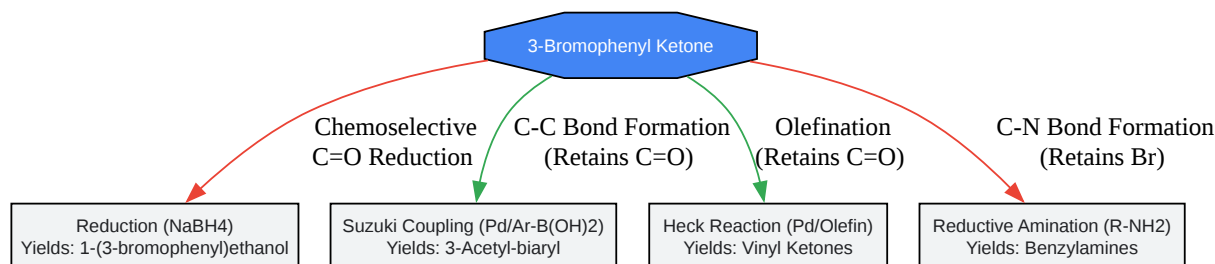 3-Bromophenyl Ketone
Chemoselective
C=O Reduction
C-C Bond Formation
(Retains C=O)
Olefination
(Retains C=O)
C-N Bond Formation
(Retains Br)
Reduction (NaBH4)
Yields: 1-(3-bromophenyl)ethanol
Suzuki Coupling (Pd/Ar-B(OH)2)
Yields: 3-Acetyl-biaryl
Heck Reaction (Pd/Olefin)
Yields: Vinyl Ketones
Reductive Amination (R-NH2)
Yields: Benzylamines